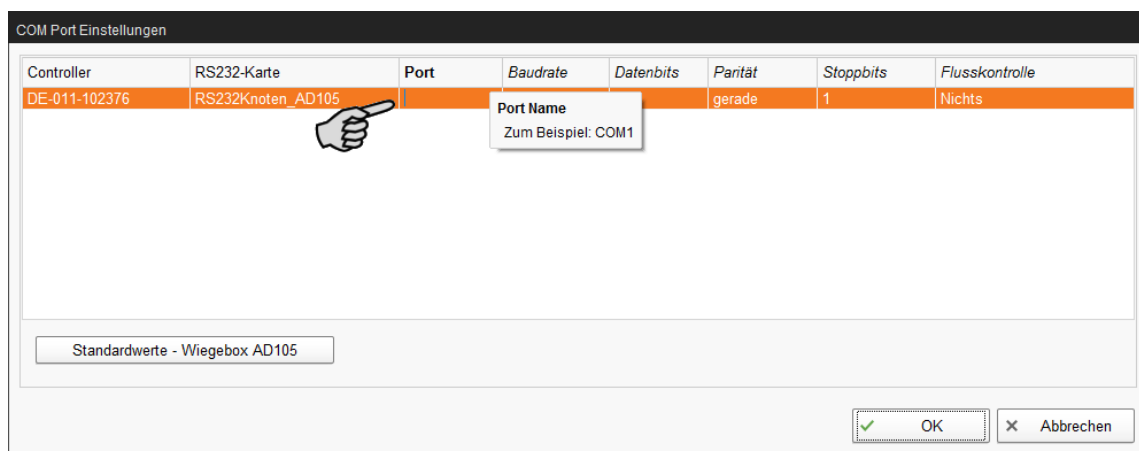 COM Port Einstellungen
Controller RS232-Karte Port Baudrate Datenbits Parität Stoppbits Flusskontrolle
DE-011-102376 RS232Knoten_AD105 gerade 1 Nichts
Port Name
Zum Beispiel: COM1
Standardwerte - Wiegebox AD105
OK Abbrechen